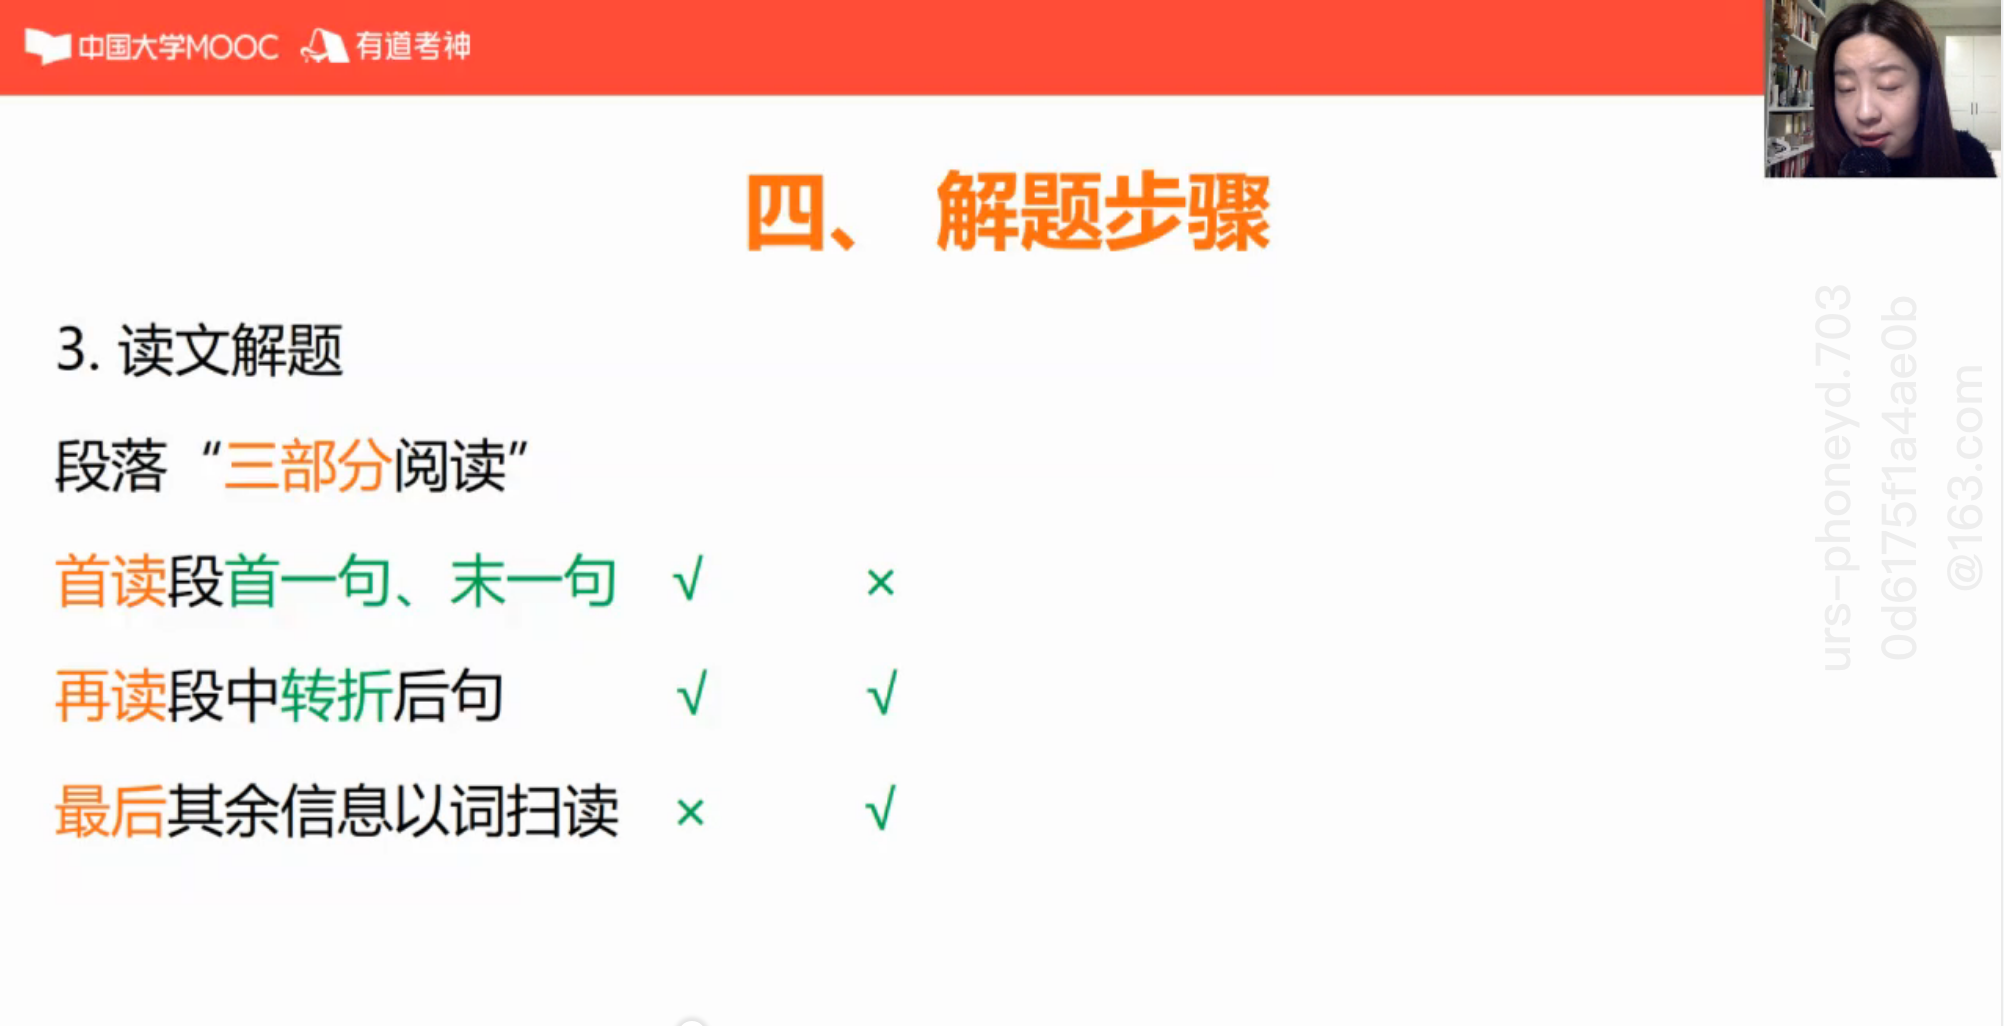 中国大学MOOC 有道考神
四、 解题步骤
3. 读文解题
段落“三部分阅读”
首读段首一句、末一句 √ ×
再读段中转折后句 √ √
最后其余信息以词扫读 × √
urs-phoneyd.703
0d6175f1a4ae0b
@163.com